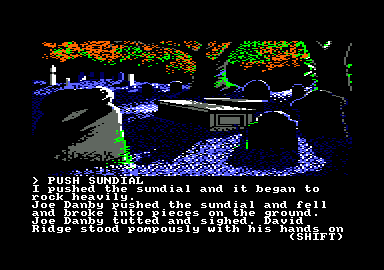 > PUSH SUNDIAL
I pushed the sundial and it began to
rock heavily.
Joe Danby pushed the sundial and fell
and broke into pieces on the ground.
Joe Danby tutted and sighed. David
Ridge stood pompously with his hands on
(SHIFT)